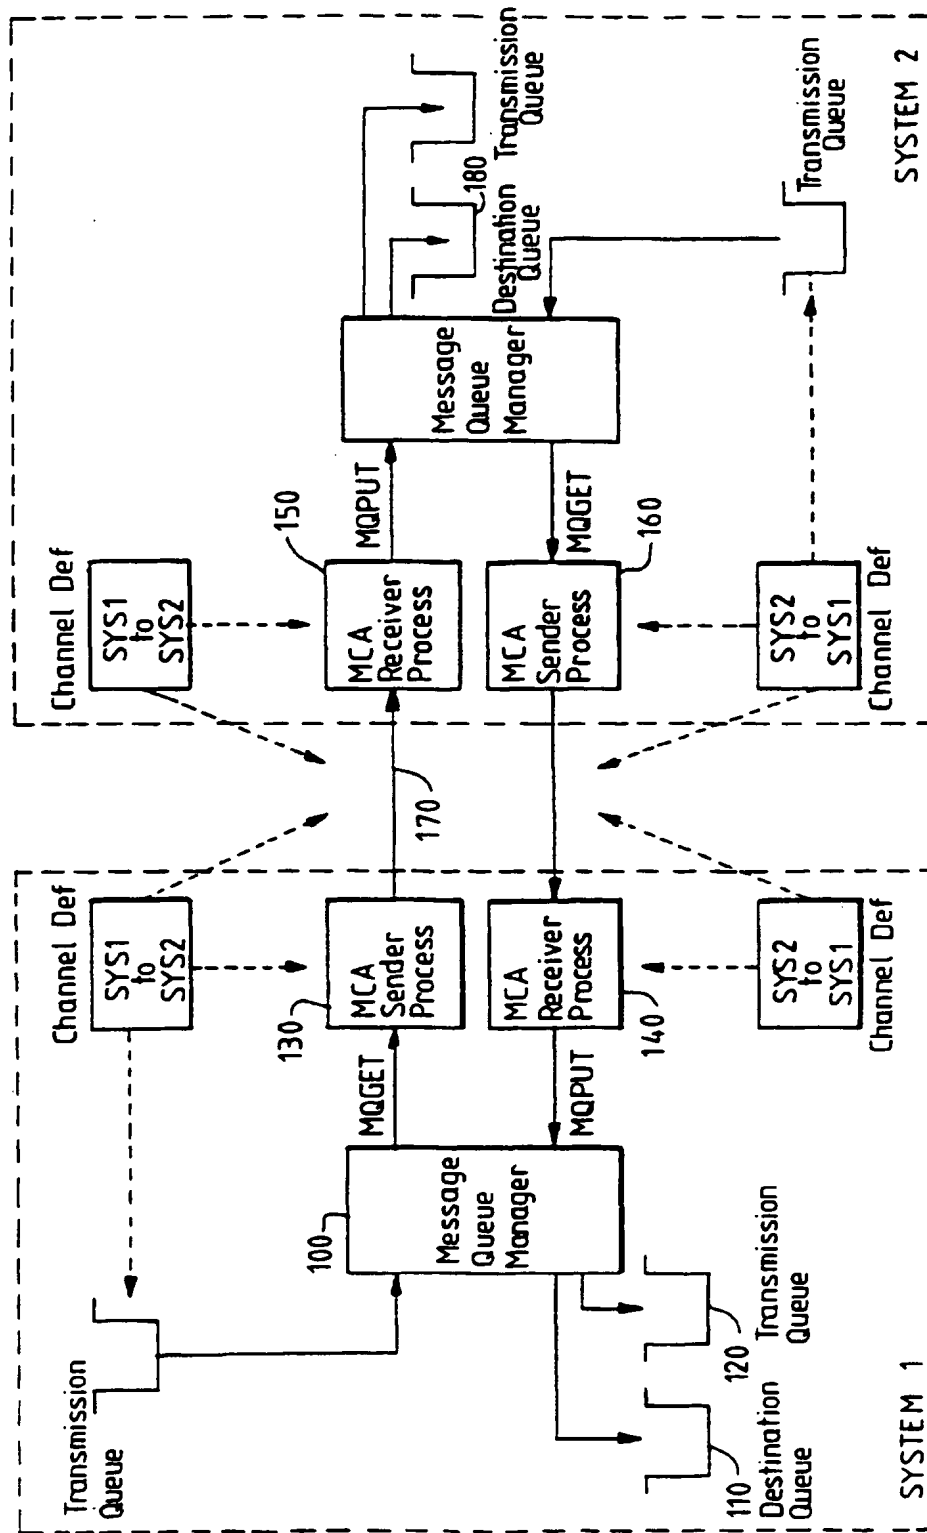 Transmission
Queue
Channel Def
SYS1
to
SYS2
100
Message
Queue
Manager
MQGET
130
MCA
Sender
Process
MQPUT
MCA
Receiver
Process
140
110
Destination
Queue
120
Transmission
Queue
SYS2
to
SYS1
Channel Def
SYSTEM 1
170
Channel Def
SYS1
to
SYS2
150
MCA
Receiver
Process
MQPUT
Message
Queue
Manager
MCA
Sender
Process
160
MQGET
Destination
Queue
180
Transmission
Queue
SYS2
to
SYS1
Channel Def
Transmission
Queue
SYSTEM 2